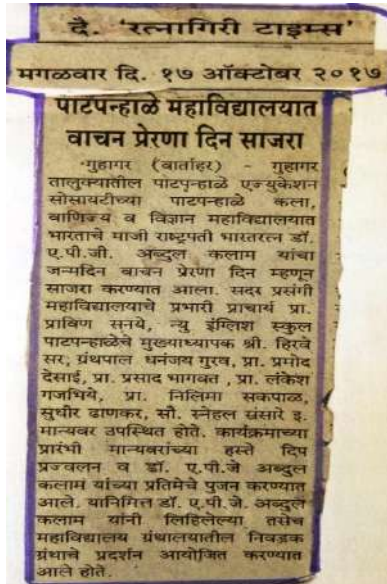 दै. 'रत्नागिरी टाइम्स'
मगळवार दि. १७ ऑक्टोबर २०१७
पाटपन्हाळे महाविद्यालयात
वाचन प्रेरणा दिन साजरा
गुहागर (वार्ताहर) - गुहागर
तालुक्यातील पाटपन्हाळे एज्युकेशन
सोसायटीच्या पाटपन्हाळे कला,
वाणिज्य व विज्ञान महाविद्यालयात
भारताचे माजी राष्ट्रपती भारतरत्न डॉ.
ए.पी.जी. अब्दुल कलाम यांचा
जन्मदिन वाचन प्रेरणा दिन म्हणून
साजरा करण्यात आला. सदर प्रसंगी
महाविद्यालयाचे प्रभारी प्राचार्य प्रा.
प्राविण सनये, न्यु इंग्लिश स्कुल
पाटपन्हाळेचे मुख्याध्यापक श्री. हिरवे
सर, ग्रंथपाल धनंजय गुरव, प्रा. प्रमोद
देसाई, प्रा. प्रसाद भागवत , प्रा. लंकेश
गजभिये, प्रा. निलिमा सकपाळ,
सुधीर ढाणकर, सौ. स्नेहल संसारे इ.
मान्यवर उपस्थित होते. कार्यक्रमाच्या
प्रारंभी मान्यवरांच्या हस्ते दिप
प्रज्वलन व डॉ. ए.पी.जे अब्दुल
कलाम यांच्या प्रतिमेचे पुजन करण्यात
आले. यानिमित्त डॉ. ए.पी.जे. अब्दुल
कलाम यांनी लिहिलेल्या तसेच
महाविद्यालय ग्रंथालयातील निवडक
ग्रंथाचे प्रदर्शन आयोजित करण्यात
आले होते.